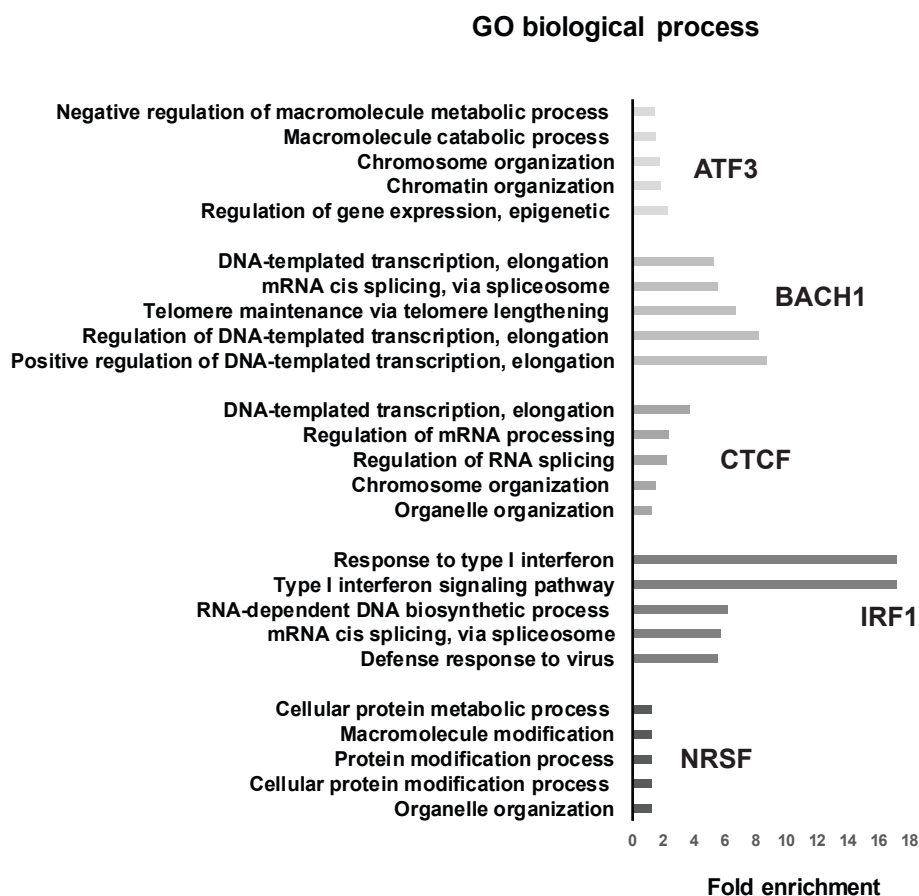 GO biological process
Negative regulation of macromolecule metabolic process
Macromolecule catabolic process
Chromosome organization
Chromatin organization
Regulation of gene expression, epigenetic
ATF3
DNA-templated transcription, elongation
mRNA cis splicing, via spliceosome
Telomere maintenance via telomere lengthening
Regulation of DNA-templated transcription, elongation
Positive regulation of DNA-templated transcription, elongation
BACH1
DNA-templated transcription, elongation
Regulation of mRNA processing
Regulation of RNA splicing
Chromosome organization
Organelle organization
CTCF
Response to type I interferon
Type I interferon signaling pathway
RNA-dependent DNA biosynthetic process
mRNA cis splicing, via spliceosome
Defense response to virus
IRF1
Cellular protein metabolic process
Macromolecule modification
Protein modification process
Cellular protein modification process
Organelle organization
NRSF
0 2 4 6 8 10 12 14 16 18
Fold enrichment